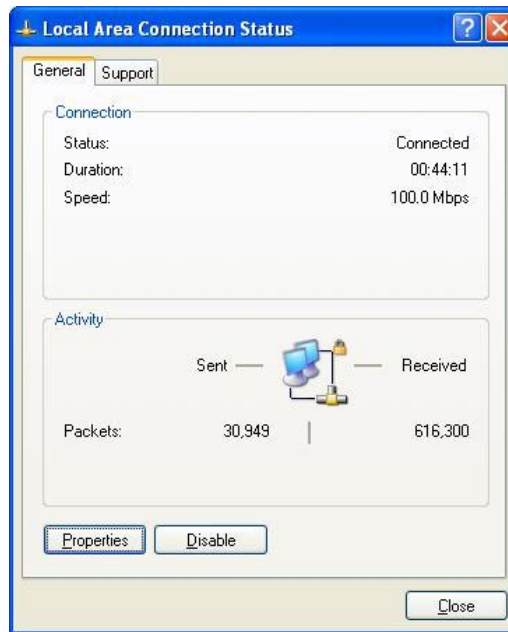 Local Area Connection Status
General Support
Connection
Status: Connected
Duration: 00:44:11
Speed: 100.0 Mbps
Activity
Sent Received
Packets: 30,949 616,300
Properties Disable
Close